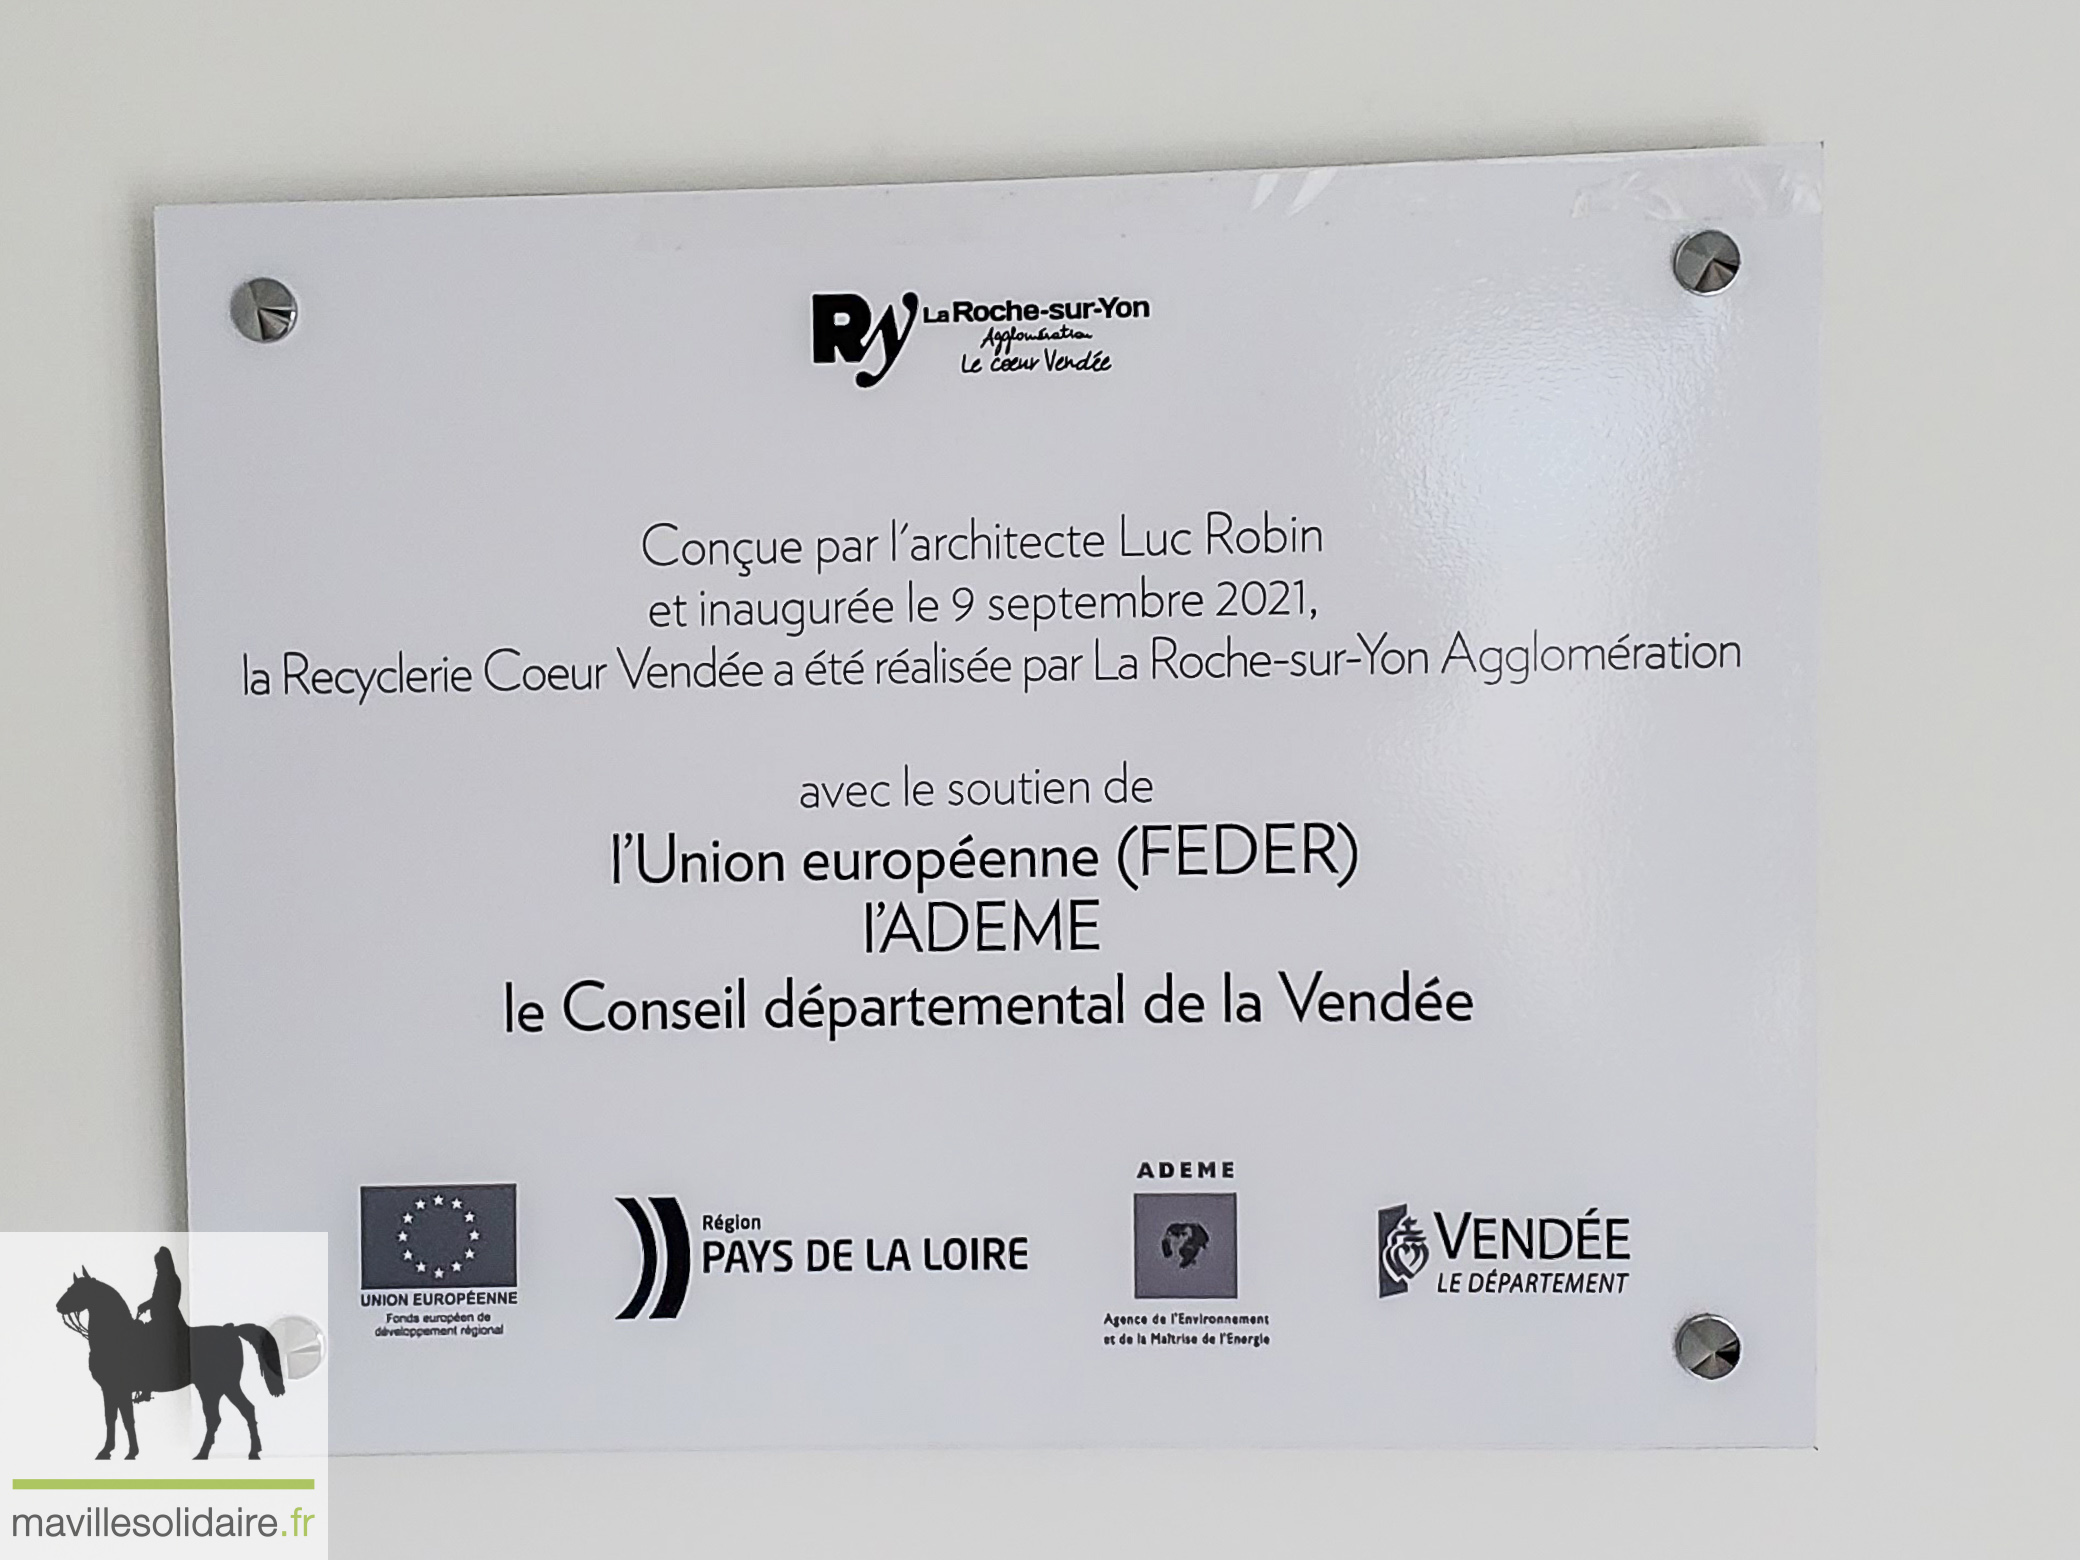 Ry La Roche-sur-Yon
Agglomération
Le coeur Vendée
Conçue par l'architecte Luc Robin
et inaugurée le 9 septembre 2021,
la Recyclerie Coeur Vendée a été réalisée par La Roche-sur-Yon Agglomération
avec le soutien de
l'Union européenne (FEDER)
l'ADEME
le Conseil départemental de la Vendée
UNION EUROPÉENNE
Fonds européen de
développement régional
Région
PAYS DE LA LOIRE
ADEME
Agence de l'Environnement
et de la Maîtrise de l'Energie
VENDÉE
LE DÉPARTEMENT
mavillesolidaire.fr